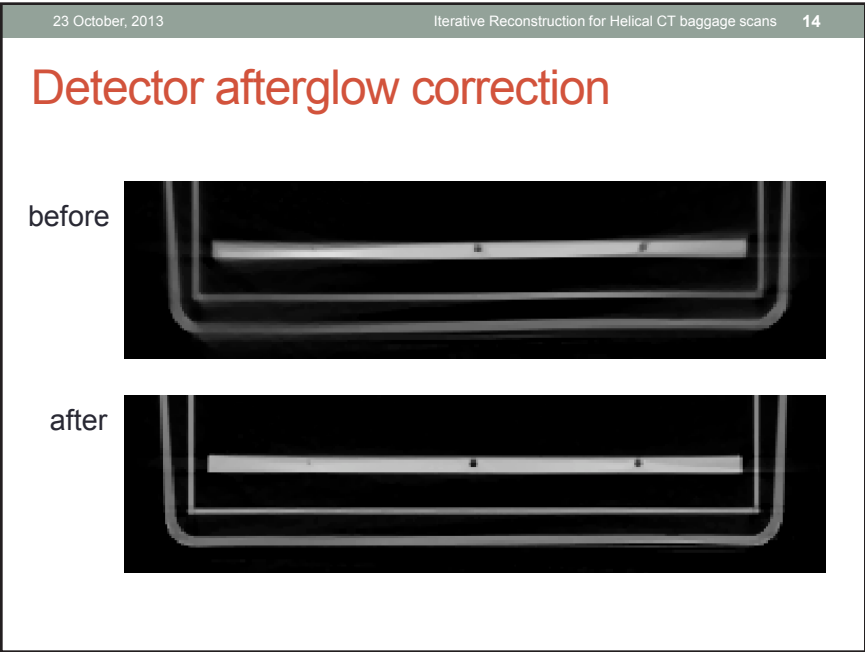 23 October, 2013 Iterative Reconstruction for Helical CT baggage scans 14
Detector afterglow correction
before
after